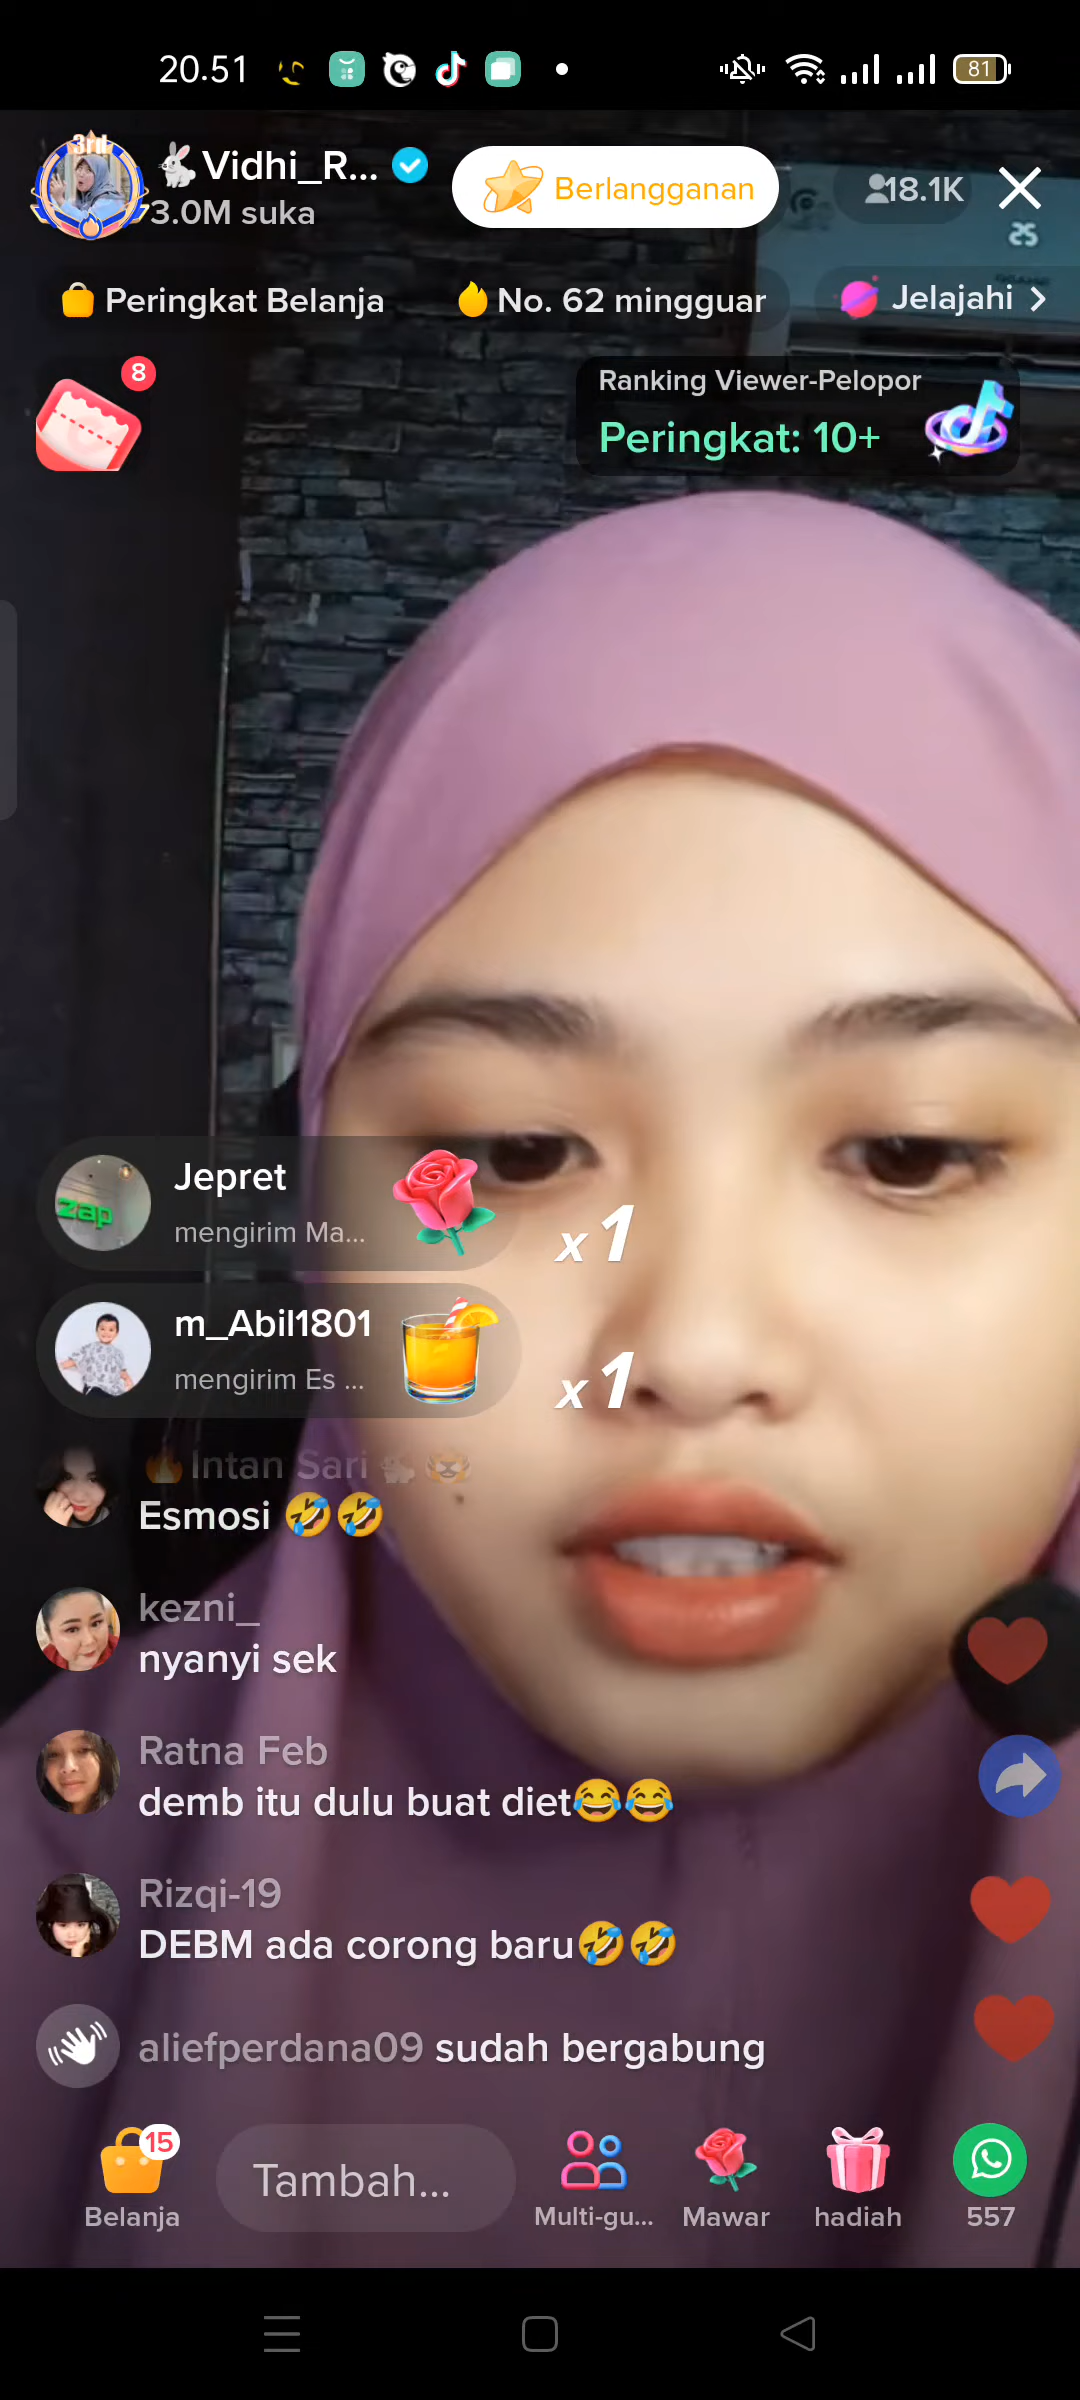 20.51
81
3rd
Vidhi_R...
3.0M suka
Berlangganan
18.1K
Peringkat Belanja
No. 62 mingguar
Jelajahi
8
Ranking Viewer-Pelopor
Peringkat: 10+
25
zap
Jepret
mengirim Ma...
x1
m_Abil1801
mengirim Es ...
x1
🔥Intan Sari🐇🐯
Esmosi 🤣🤣
kezni_
nyanyi sek
Ratna Feb
demb itu dulu buat diet😂😂
Rizqi-19
DEBM ada corong baru🤣🤣
aliefperdana09 sudah bergabung
15
Belanja
Tambah...
Multi-gu...
Mawar
hadiah
557